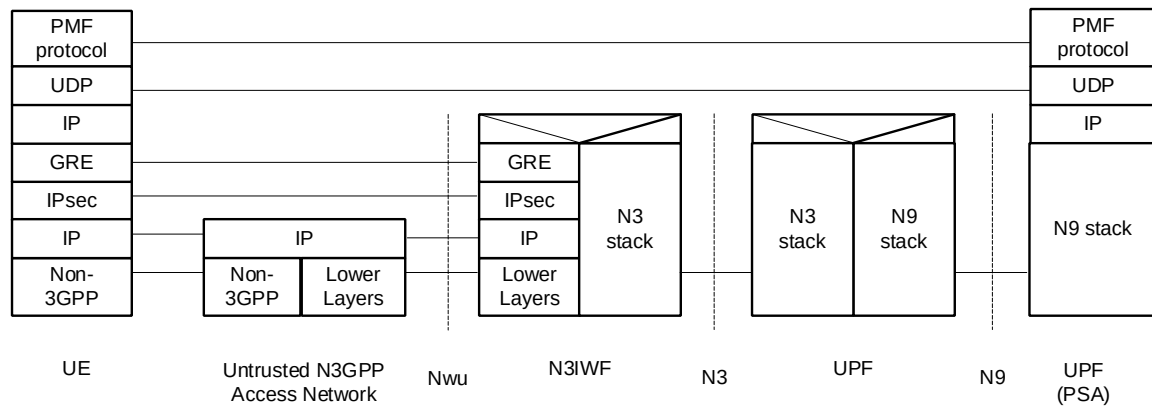 PMF
protocol
UDP
IP
GRE
IPsec
IP
Non-
3GPP
UE
IP
Non-
3GPP
Lower
Layers
Untrusted N3GPP
Access Network
Nwu
GRE
IPsec
IP
Lower
Layers
N3
stack
N3IWF
N3
N3
stack
N9
stack
UPF
N9
PMF
protocol
UDP
IP
N9 stack
UPF
(PSA)